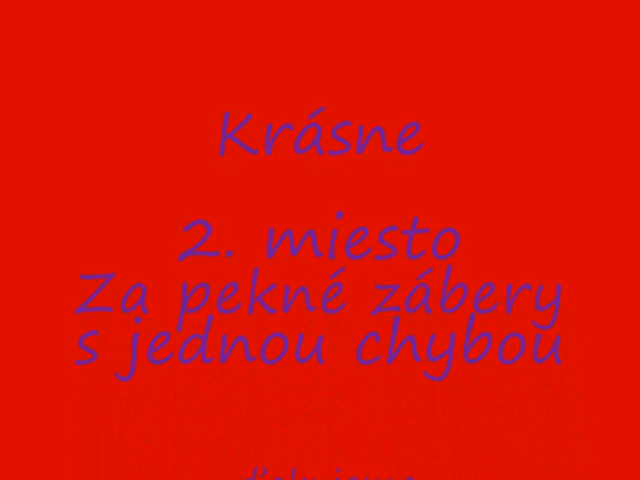 Krásne
2. miesto
Za pekné zábery
s jednou chybou